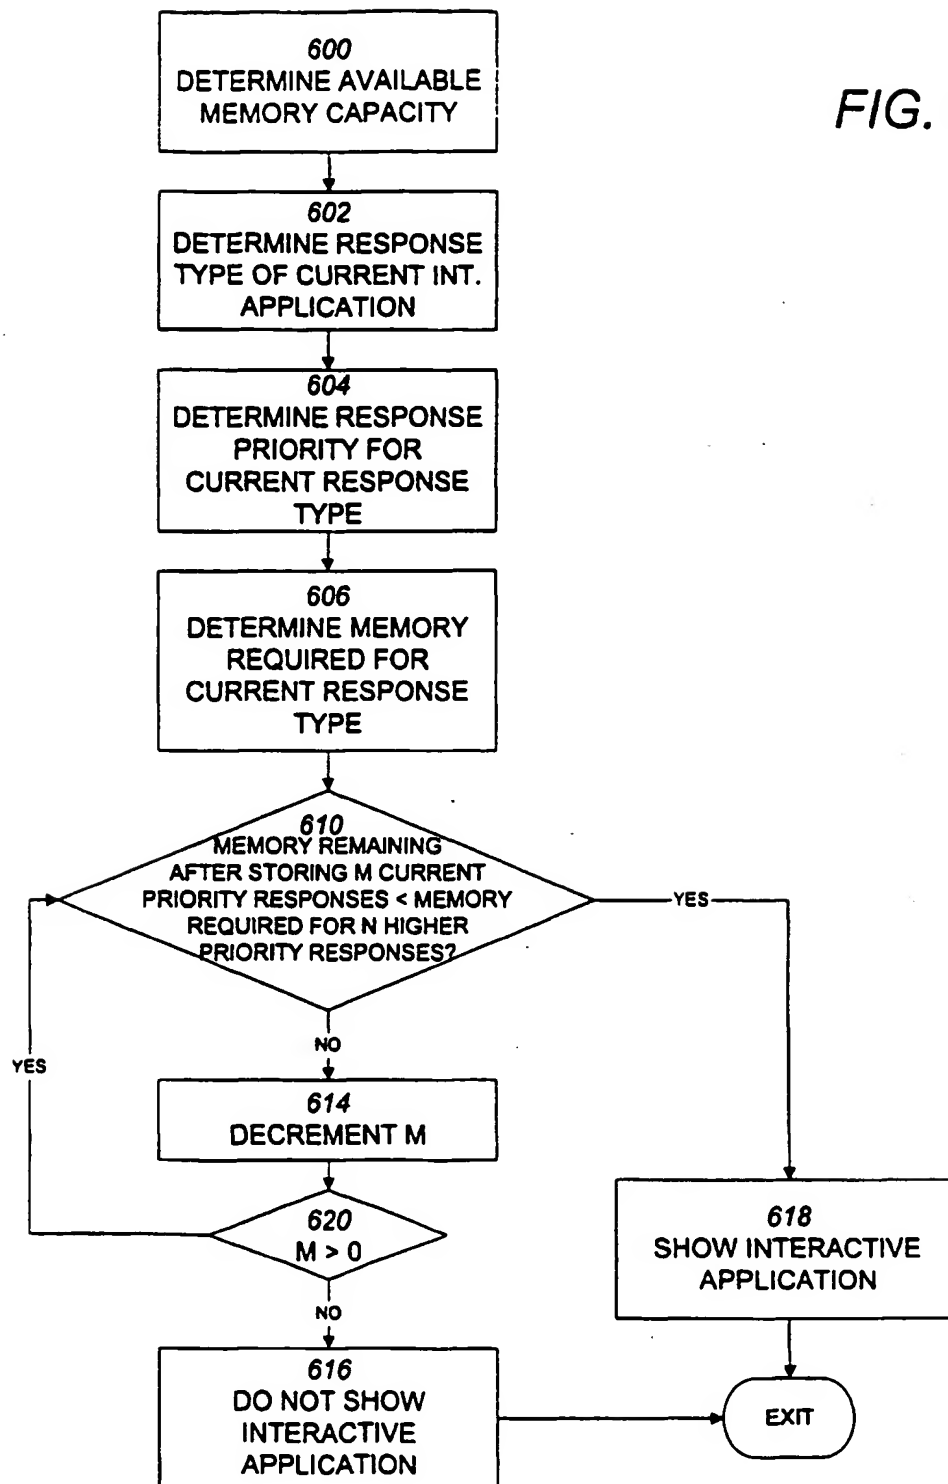 600
DETERMINE AVAILABLE
MEMORY CAPACITY
FIG.
602
DETERMINE RESPONSE
TYPE OF CURRENT INT.
APPLICATION
604
DETERMINE RESPONSE
PRIORITY FOR
CURRENT RESPONSE
TYPE
606
DETERMINE MEMORY
REQUIRED FOR
CURRENT RESPONSE
TYPE
610
MEMORY REMAINING
AFTER STORING M CURRENT
PRIORITY RESPONSES < MEMORY
REQUIRED FOR N HIGHER
PRIORITY RESPONSES?
YES
NO
YES
614
DECREMENT M
620
M > 0
NO
618
SHOW INTERACTIVE
APPLICATION
616
DO NOT SHOW
INTERACTIVE
APPLICATION
EXIT